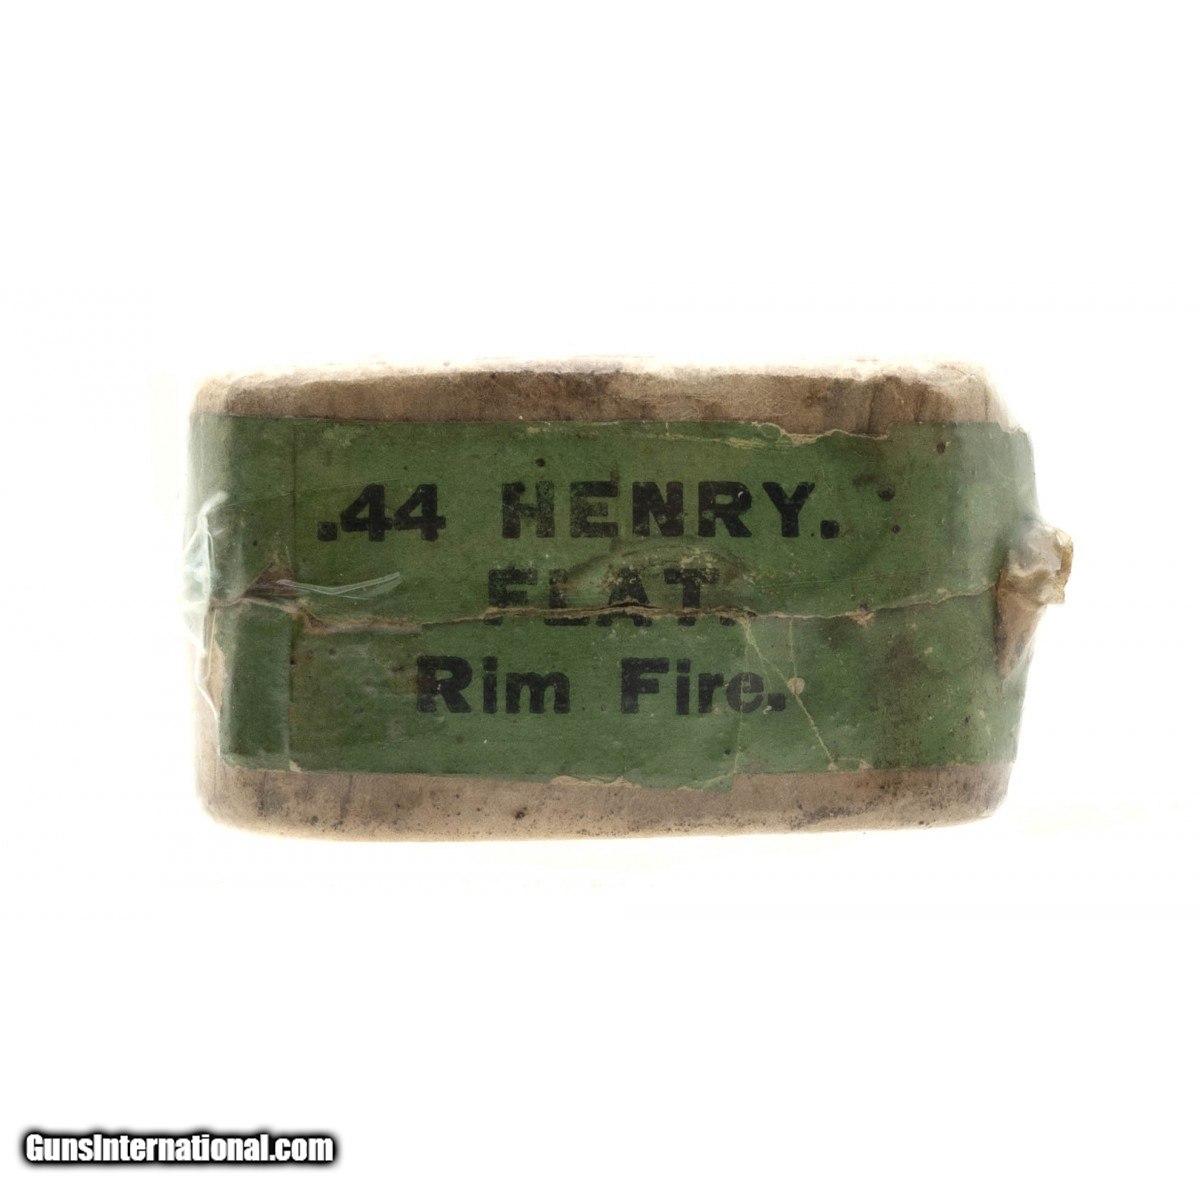 .44 HENRY.
FLAT.
Rim Fire.
GunsInternational.com